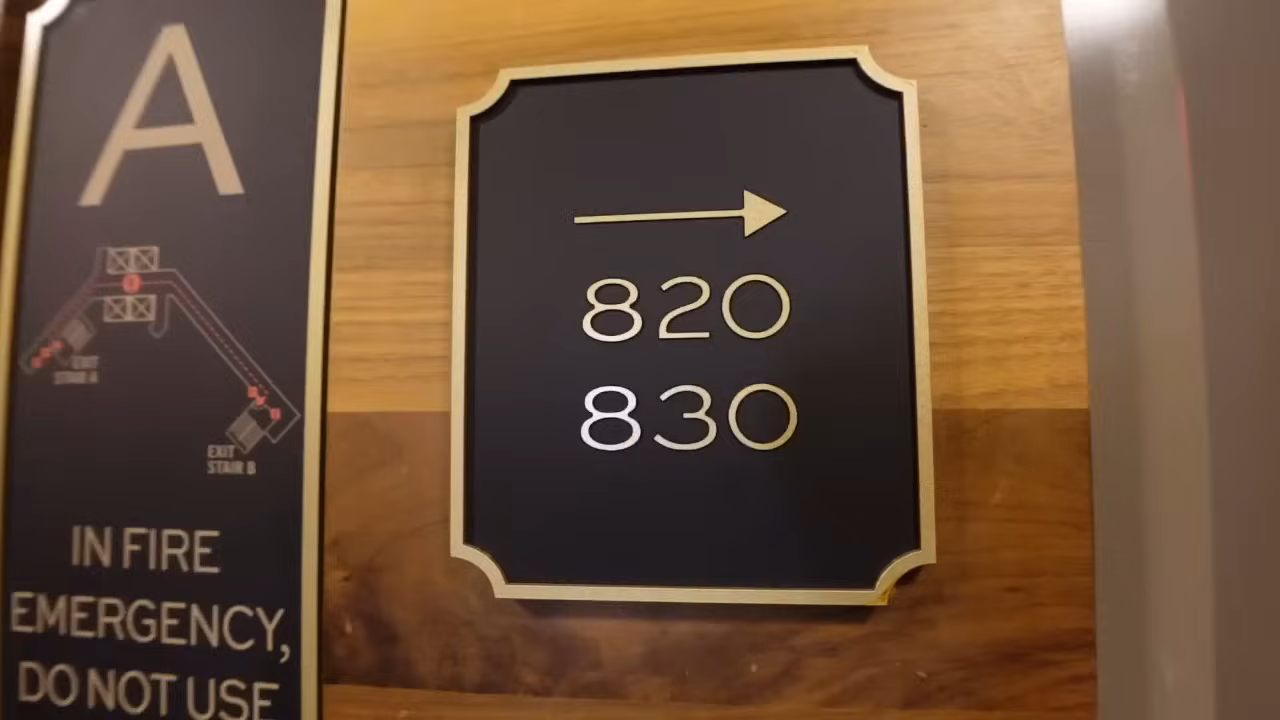 A
EXIT
STAIR A
EXIT
STAIR B
IN FIRE
EMERGENCY,
DO NOT USE
820
830